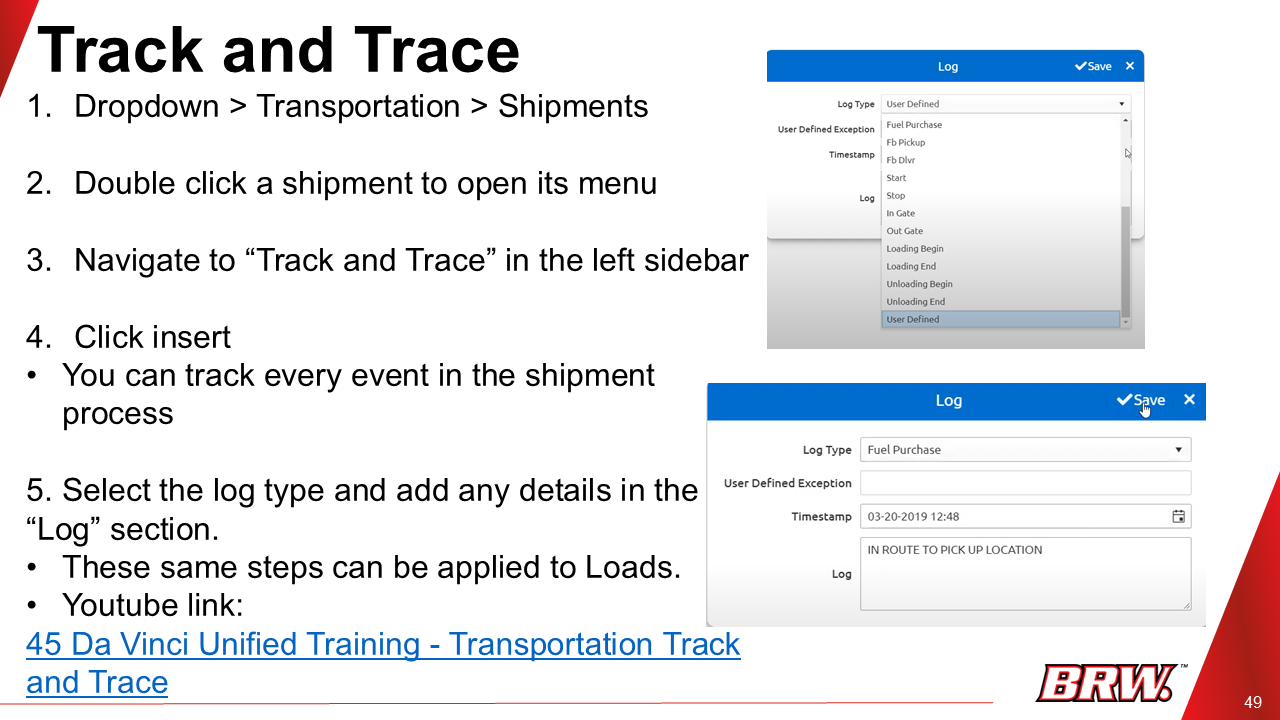 Track and Trace
1. Dropdown > Transportation > Shipments
2. Double click a shipment to open its menu
3. Navigate to “Track and Trace” in the left sidebar
4. Click insert
• You can track every event in the shipment
process
5. Select the log type and add any details in the
“Log” section.
• These same steps can be applied to Loads.
• Youtube link:
45 Da Vinci Unified Training - Transportation Track
and Trace
Log
Save
Log Type
User Defined
User Defined Exception
Timestamp
Log
Fuel Purchase
Fb Pickup
Fb Dlvr
Start
Stop
In Gate
Out Gate
Loading Begin
Loading End
Unloading Begin
Unloading End
User Defined
Log
Save
Log Type
Fuel Purchase
User Defined Exception
Timestamp
03-20-2019 12:48
Log
IN ROUTE TO PICK UP LOCATION
BRW.™
49